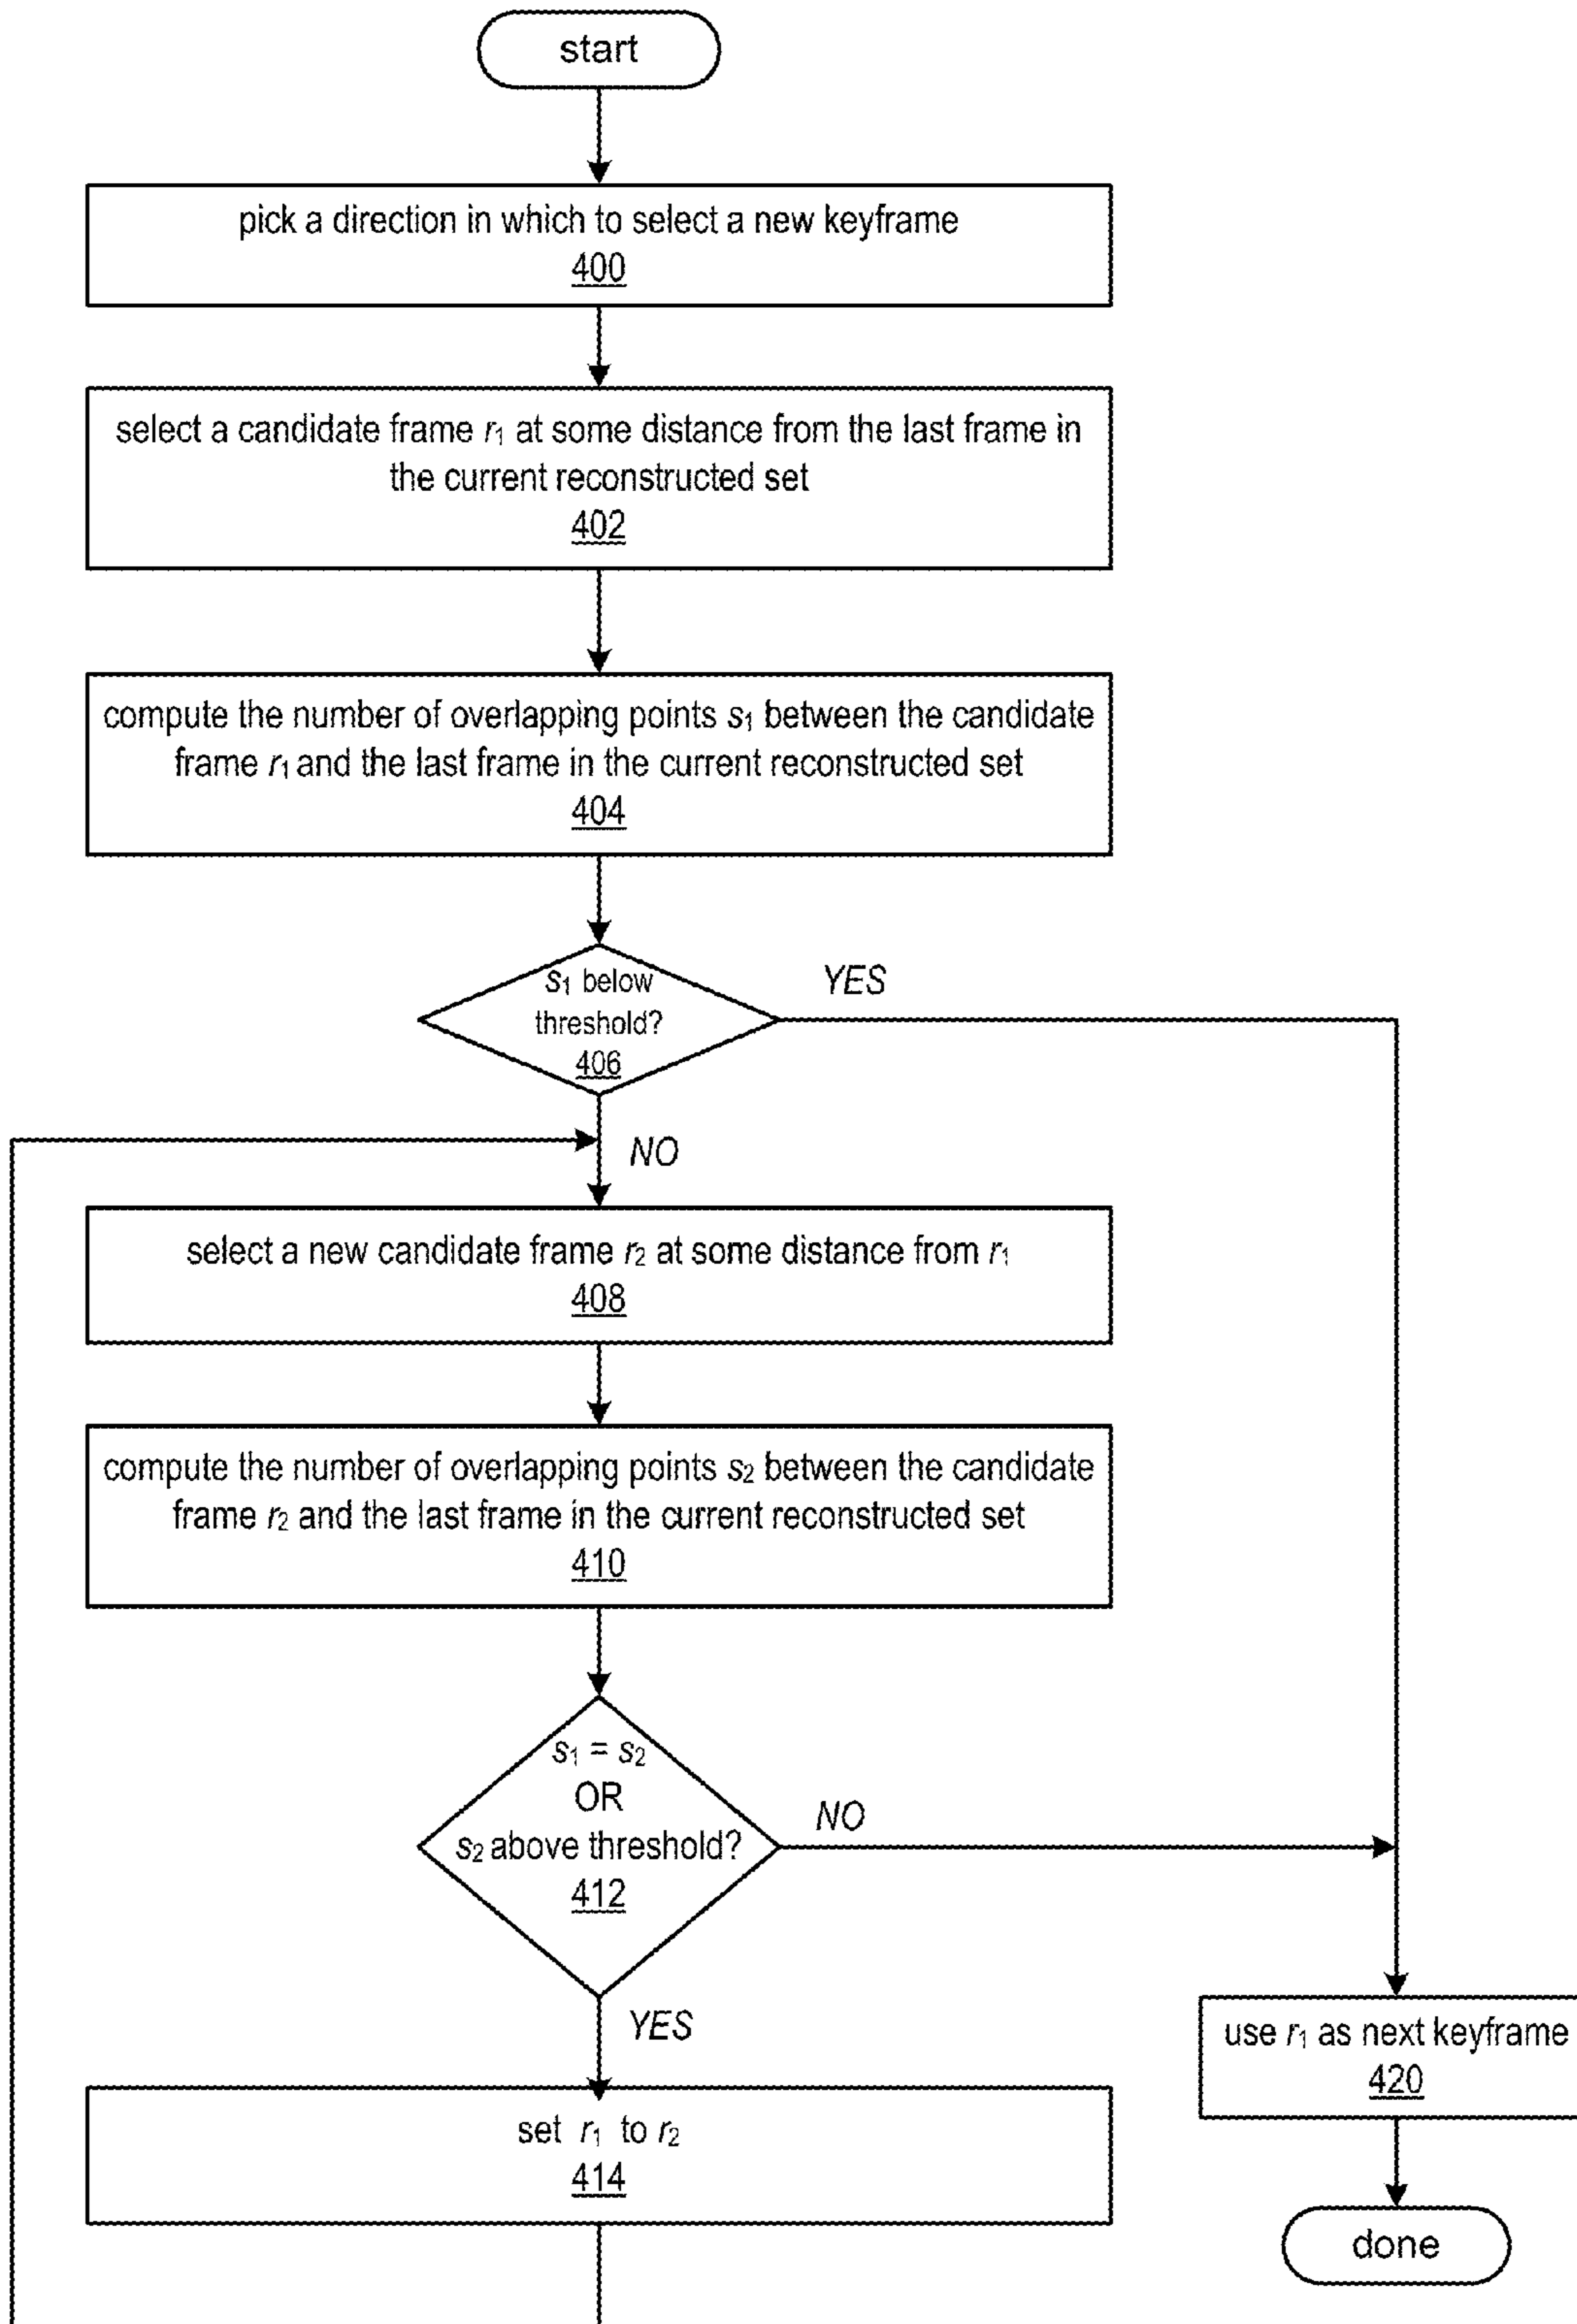 start
pick a direction in which to select a new keyframe
400
select a candidate frame r₁ at some distance from the last frame in
the current reconstructed set
402
compute the number of overlapping points s₁ between the candidate
frame r₁ and the last frame in the current reconstructed set
404
s₁ below
threshold?
406
YES
NO
select a new candidate frame r₂ at some distance from r₁
408
compute the number of overlapping points s₂ between the candidate
frame r₂ and the last frame in the current reconstructed set
410
s₁ = s₂
OR
s₂ above threshold?
412
NO
YES
set r₁ to r₂
414
use r₁ as next keyframe
420
done